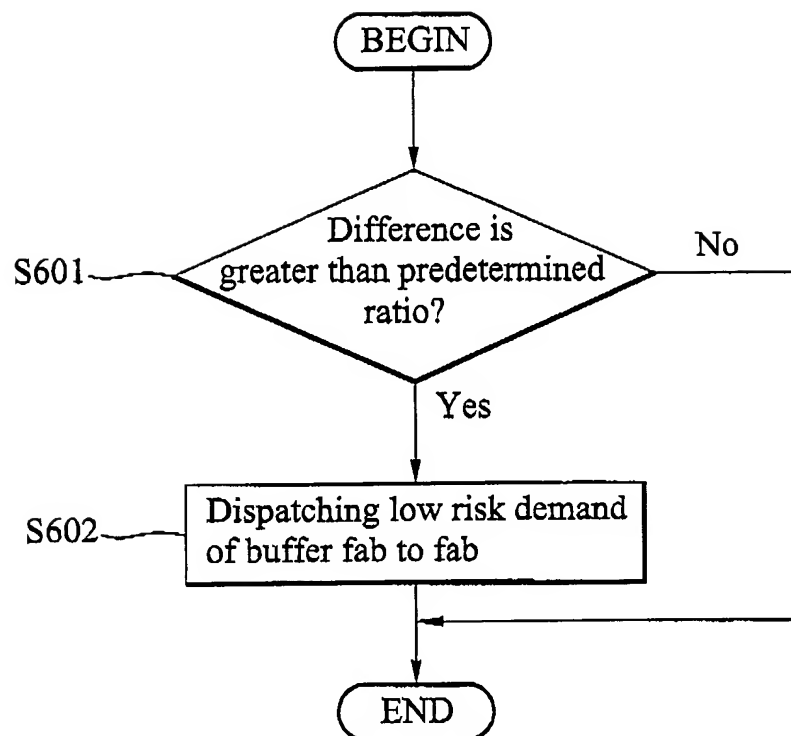 BEGIN
Difference is
greater than predetermined
ratio?
No
S601
Yes
Dispatching low risk demand
of buffer fab to fab
S602
END